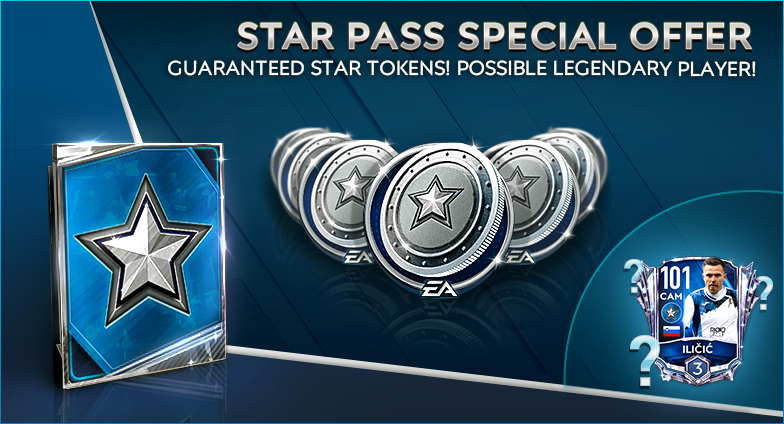 STAR PASS SPECIAL OFFER
GUARANTEED STAR TOKENS! POSSIBLE LEGENDARY PLAYER!
EA
EA
EA
101
CAM
ILIČIĆ
3
?
?
?